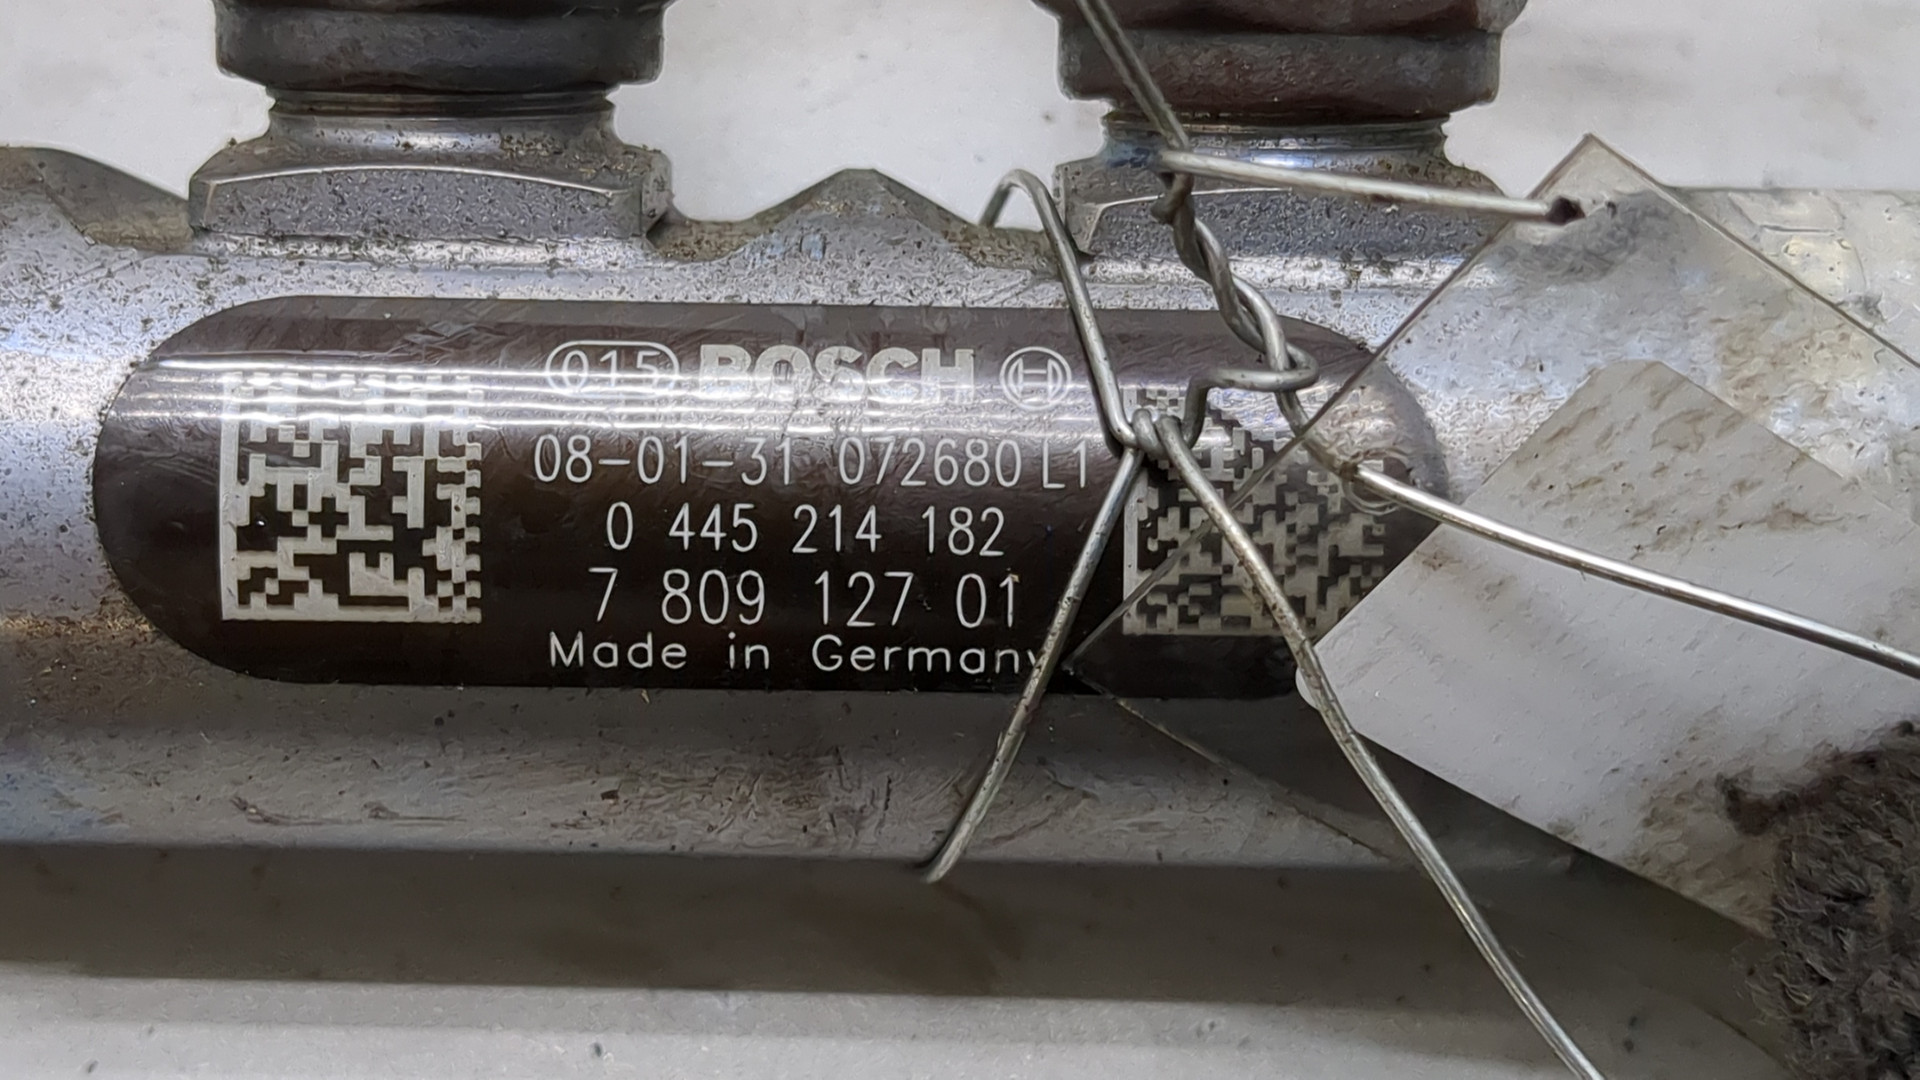 015 BOSCH
08-01-31 072680 L1
0 445 214 182
7 809 127 01
Made in Germany